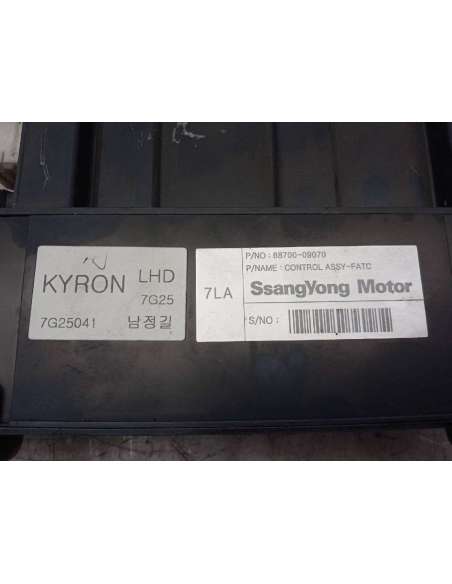 KYRON LHD
7G25
7G25041 남정길
P/NO : 68700-09070
P/NAME : CONTROL ASSY-FATC
7LA SsangYong Motor
S/NO :